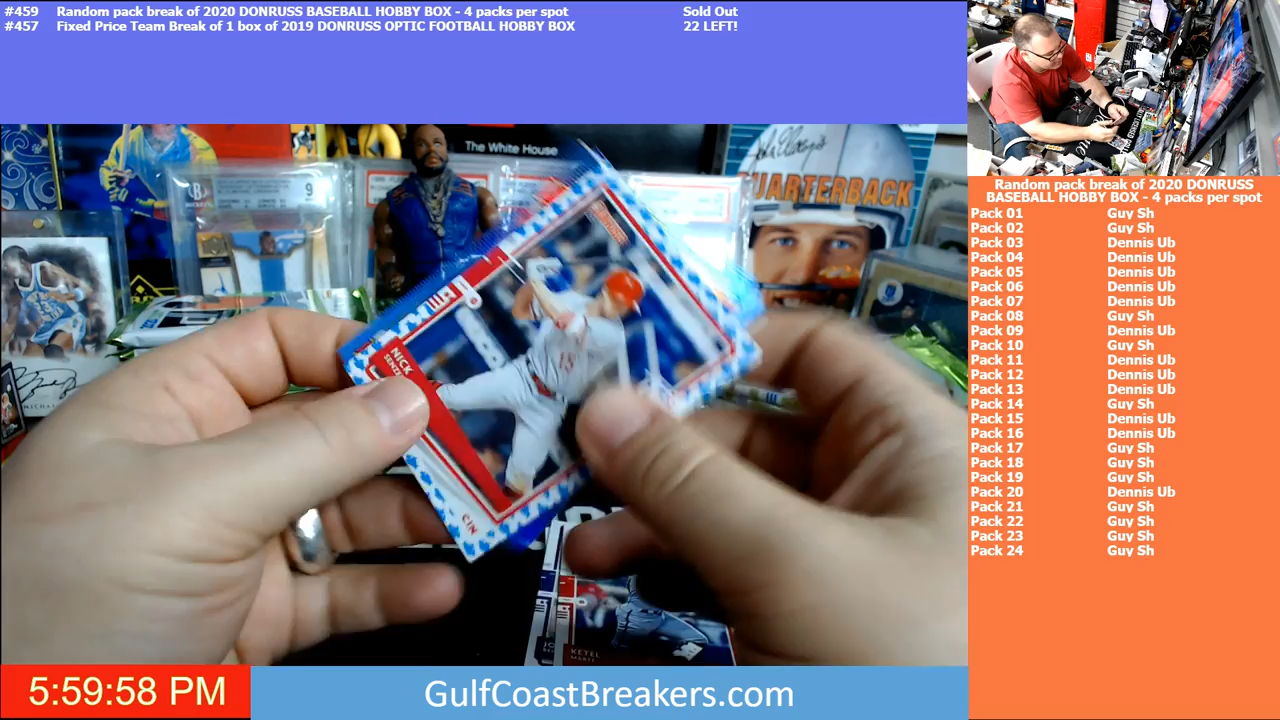 #459 Random pack break of 2020 DONRUSS BASEBALL HOBBY BOX - 4 packs per spot Sold Out
#457 Fixed Price Team Break of 1 box of 2019 DONRUSS OPTIC FOOTBALL HOBBY BOX 22 LEFT!
The White House
9
John Elway's
QUARTERBACK
NICK
SENZEL
CIN
KETEL
MARTE
Random pack break of 2020 DONRUSS
BASEBALL HOBBY BOX - 4 packs per spot
Pack 01 Guy Sh
Pack 02 Guy Sh
Pack 03 Dennis Ub
Pack 04 Dennis Ub
Pack 05 Dennis Ub
Pack 06 Dennis Ub
Pack 07 Dennis Ub
Pack 08 Guy Sh
Pack 09 Dennis Ub
Pack 10 Guy Sh
Pack 11 Dennis Ub
Pack 12 Dennis Ub
Pack 13 Dennis Ub
Pack 14 Guy Sh
Pack 15 Dennis Ub
Pack 16 Dennis Ub
Pack 17 Guy Sh
Pack 18 Guy Sh
Pack 19 Guy Sh
Pack 20 Dennis Ub
Pack 21 Guy Sh
Pack 22 Guy Sh
Pack 23 Guy Sh
Pack 24 Guy Sh
5:59:58 PM
GulfCoastBreakers.com